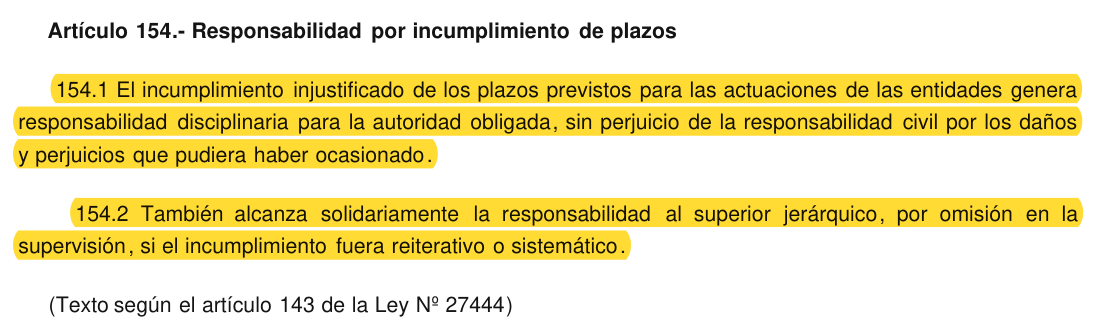 Artículo 154.- Responsabilidad por incumplimiento de plazos
154.1 El incumplimiento injustificado de los plazos previstos para las actuaciones de las entidades genera
responsabilidad disciplinaria para la autoridad obligada, sin perjuicio de la responsabilidad civil por los daños
y perjuicios que pudiera haber ocasionado.
154.2 También alcanza solidariamente la responsabilidad al superior jerárquico, por omisión en la
supervisión, si el incumplimiento fuera reiterativo o sistemático.
(Texto según el artículo 143 de la Ley Nº 27444)